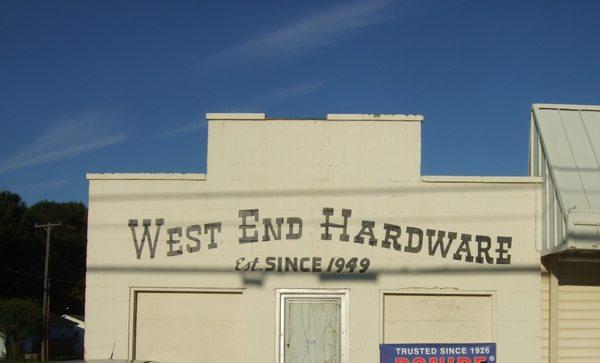 West End Hardware
Est. SINCE 1949
TRUSTED SINCE 1926